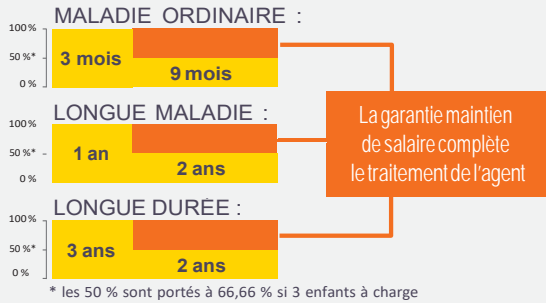 MALADIE ORDINAIRE :
100 %
50 %*
0 %
3 mois
9 mois
LONGUE MALADIE :
100 %
50 %*
0 %
1 an
2 ans
LONGUE DURÉE :
100 %
50 %*
0 %
3 ans
2 ans
La garantie maintien
de salaire complète
le traitement de l'agent
* les 50 % sont portés à 66,66 % si 3 enfants à charge